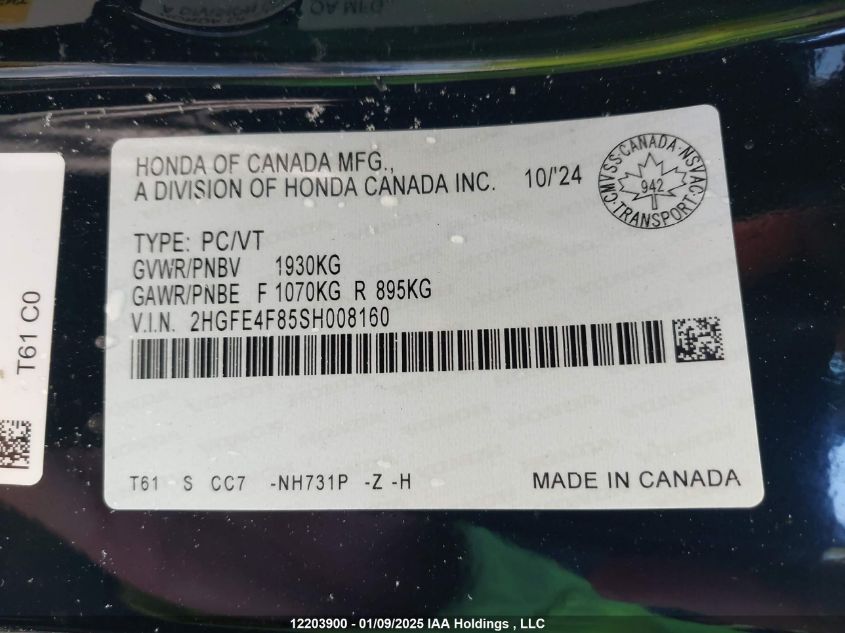 HONDA OF CANADA MFG.,
A DIVISION OF HONDA CANADA INC. 10/'24
CMVSS·CANADA·NSVAC·TRANSPORT
942
TYPE: PC/VT
GVWR/PNBV 1930KG
GAWR/PNBE F 1070KG R 895KG
V.I.N. 2HGFE4F85SH008160
T61 S CC7 -NH731P -Z -H
MADE IN CANADA
T61 C0
12203900 - 01/09/2025 IAA Holdings , LLC